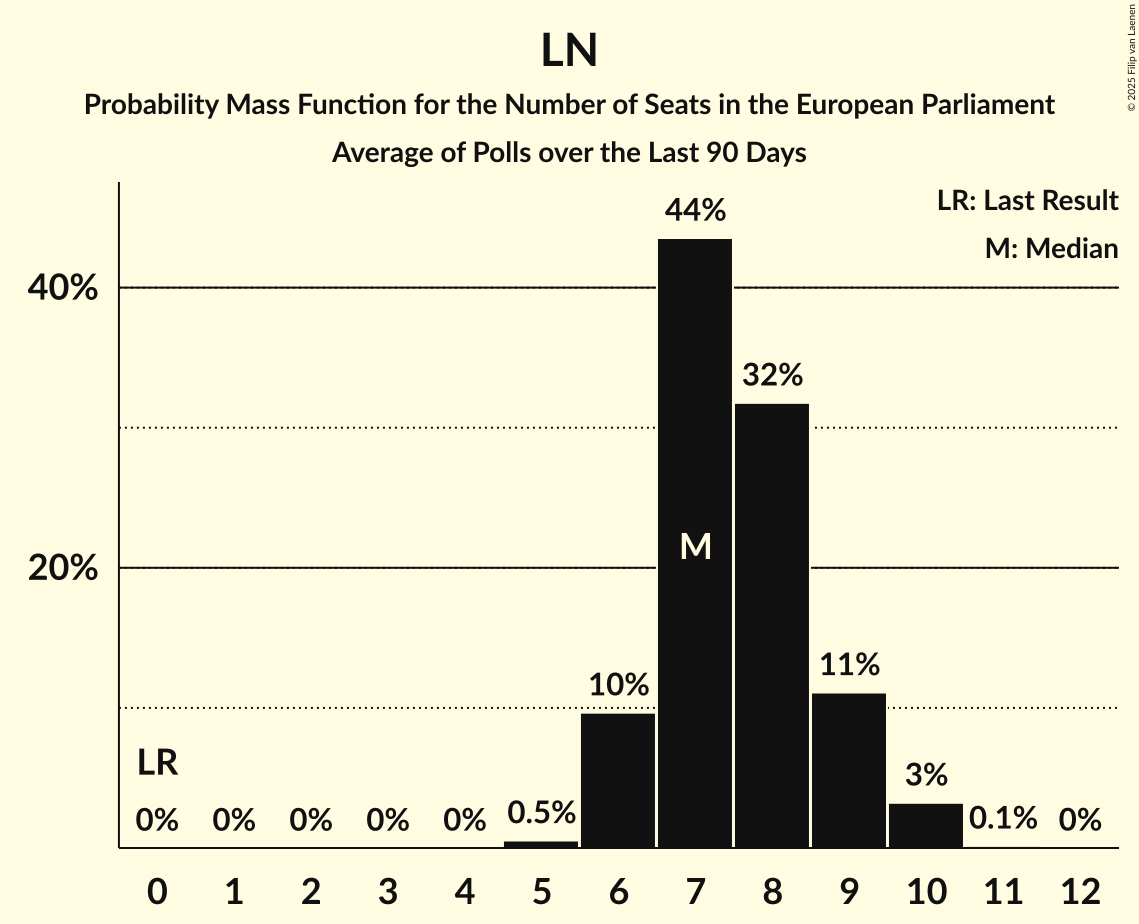 © 2025 Filip van Laenen
LN
Probability Mass Function for the Number of Seats in the European Parliament
Average of Polls over the Last 90 Days
LR: Last Result
M: Median
44%
40%
32%
M
20%
11%
10%
LR
3%
0% 0% 0% 0% 0% 0.5% 0.1% 0%
0 1 2 3 4 5 6 7 8 9 10 11 12